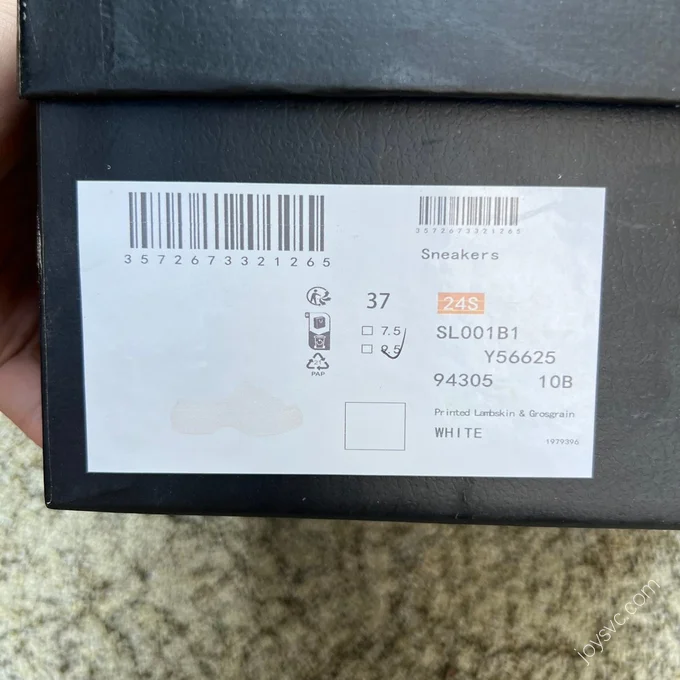 3572673321265
3572673321265
Sneakers
37
24S
7.5
SL001B1
Y56625
94305 10B
PAP
Printed Lambskin & Grosgrain
WHITE
1979396
joysvc.com